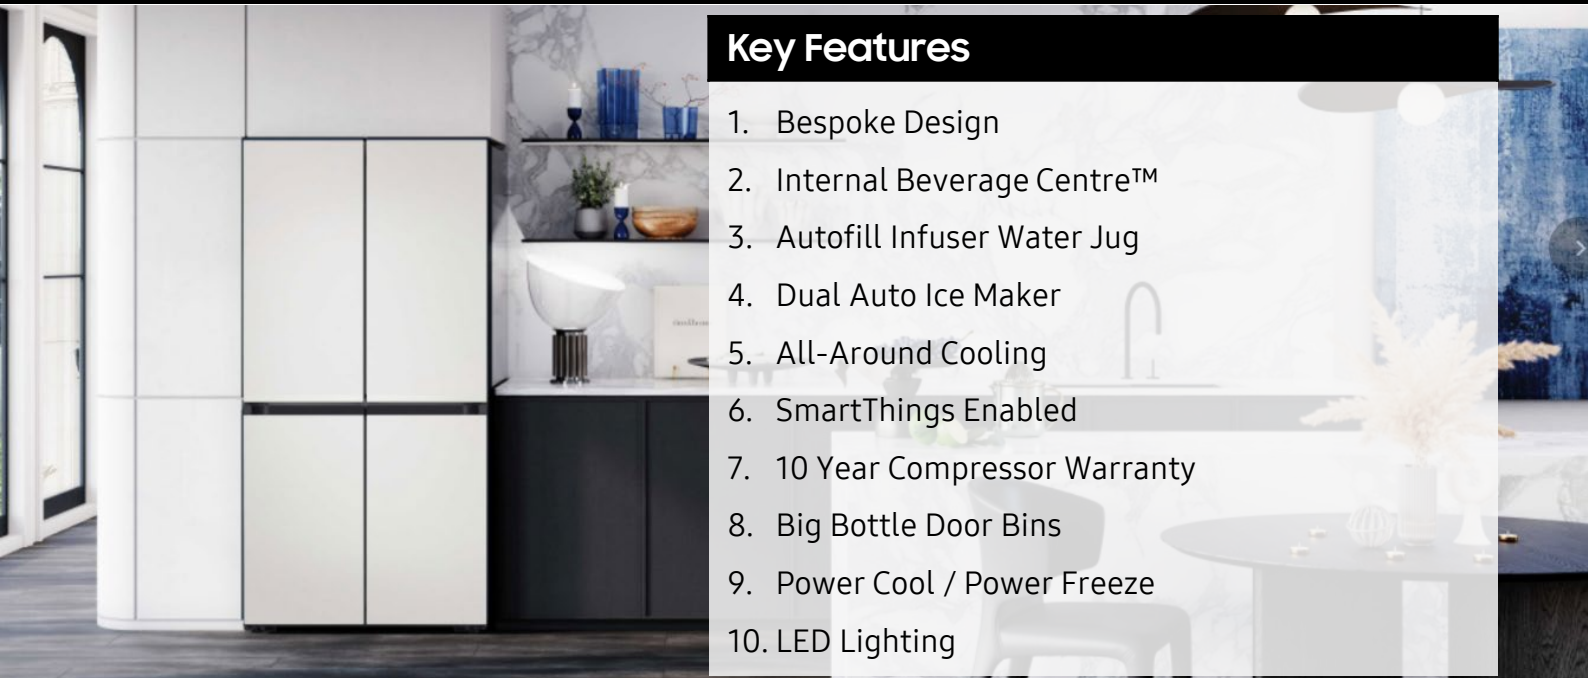 Key Features
1. Bespoke Design
2. Internal Beverage Centre™
3. Autofill Infuser Water Jug
4. Dual Auto Ice Maker
5. All-Around Cooling
6. SmartThings Enabled
7. 10 Year Compressor Warranty
8. Big Bottle Door Bins
9. Power Cool / Power Freeze
10. LED Lighting